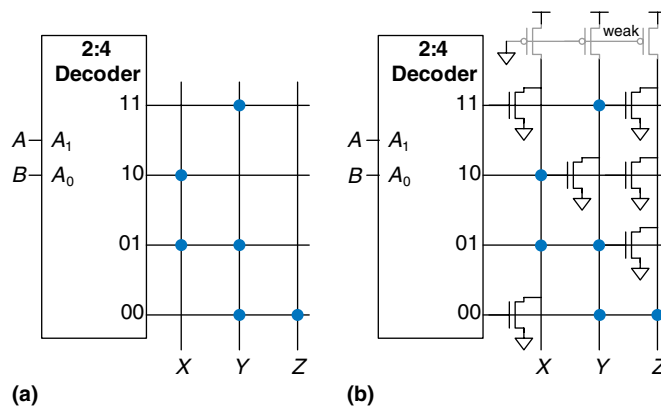 2:4
Decoder
11
A A1
B A0
10
01
00
X Y Z
(a)
weak
2:4
Decoder
11
A A1
B A0
10
01
00
X Y Z
(b)